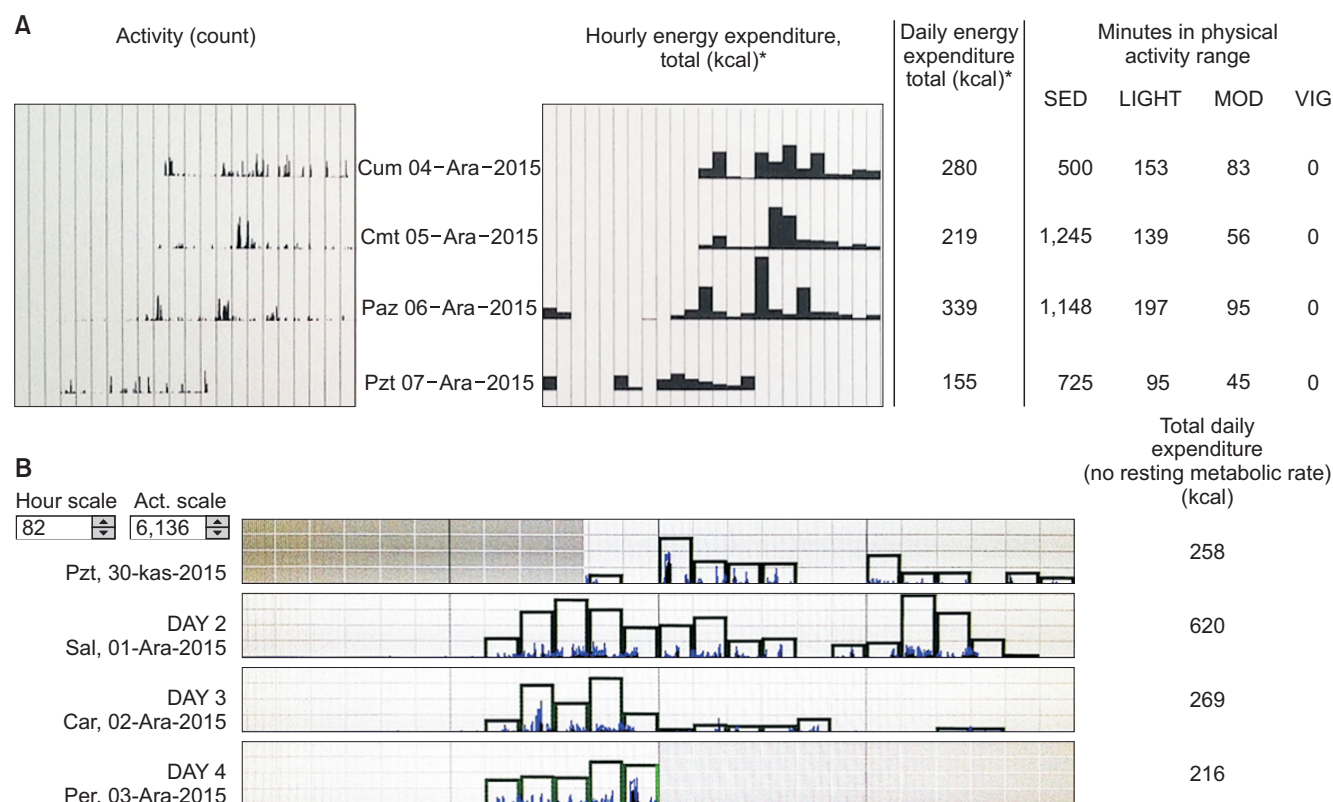 A
Activity (count)
Hourly energy expenditure,
total (kcal)*
Daily energy
expenditure
total (kcal)*
Minutes in physical
activity range
SED LIGHT MOD VIG
Cum 04−Ara−2015 280 500 153 83 0
Cmt 05−Ara−2015 219 1,245 139 56 0
Paz 06−Ara−2015 339 1,148 197 95 0
Pzt 07−Ara−2015 155 725 95 45 0
B
Total daily
expenditure
(no resting metabolic rate)
(kcal)
Hour scale Act. scale
82 6,136
Pzt, 30-kas-2015 258
DAY 2
Sal, 01-Ara-2015 620
DAY 3
Car, 02-Ara-2015 269
DAY 4
Per, 03-Ara-2015 216